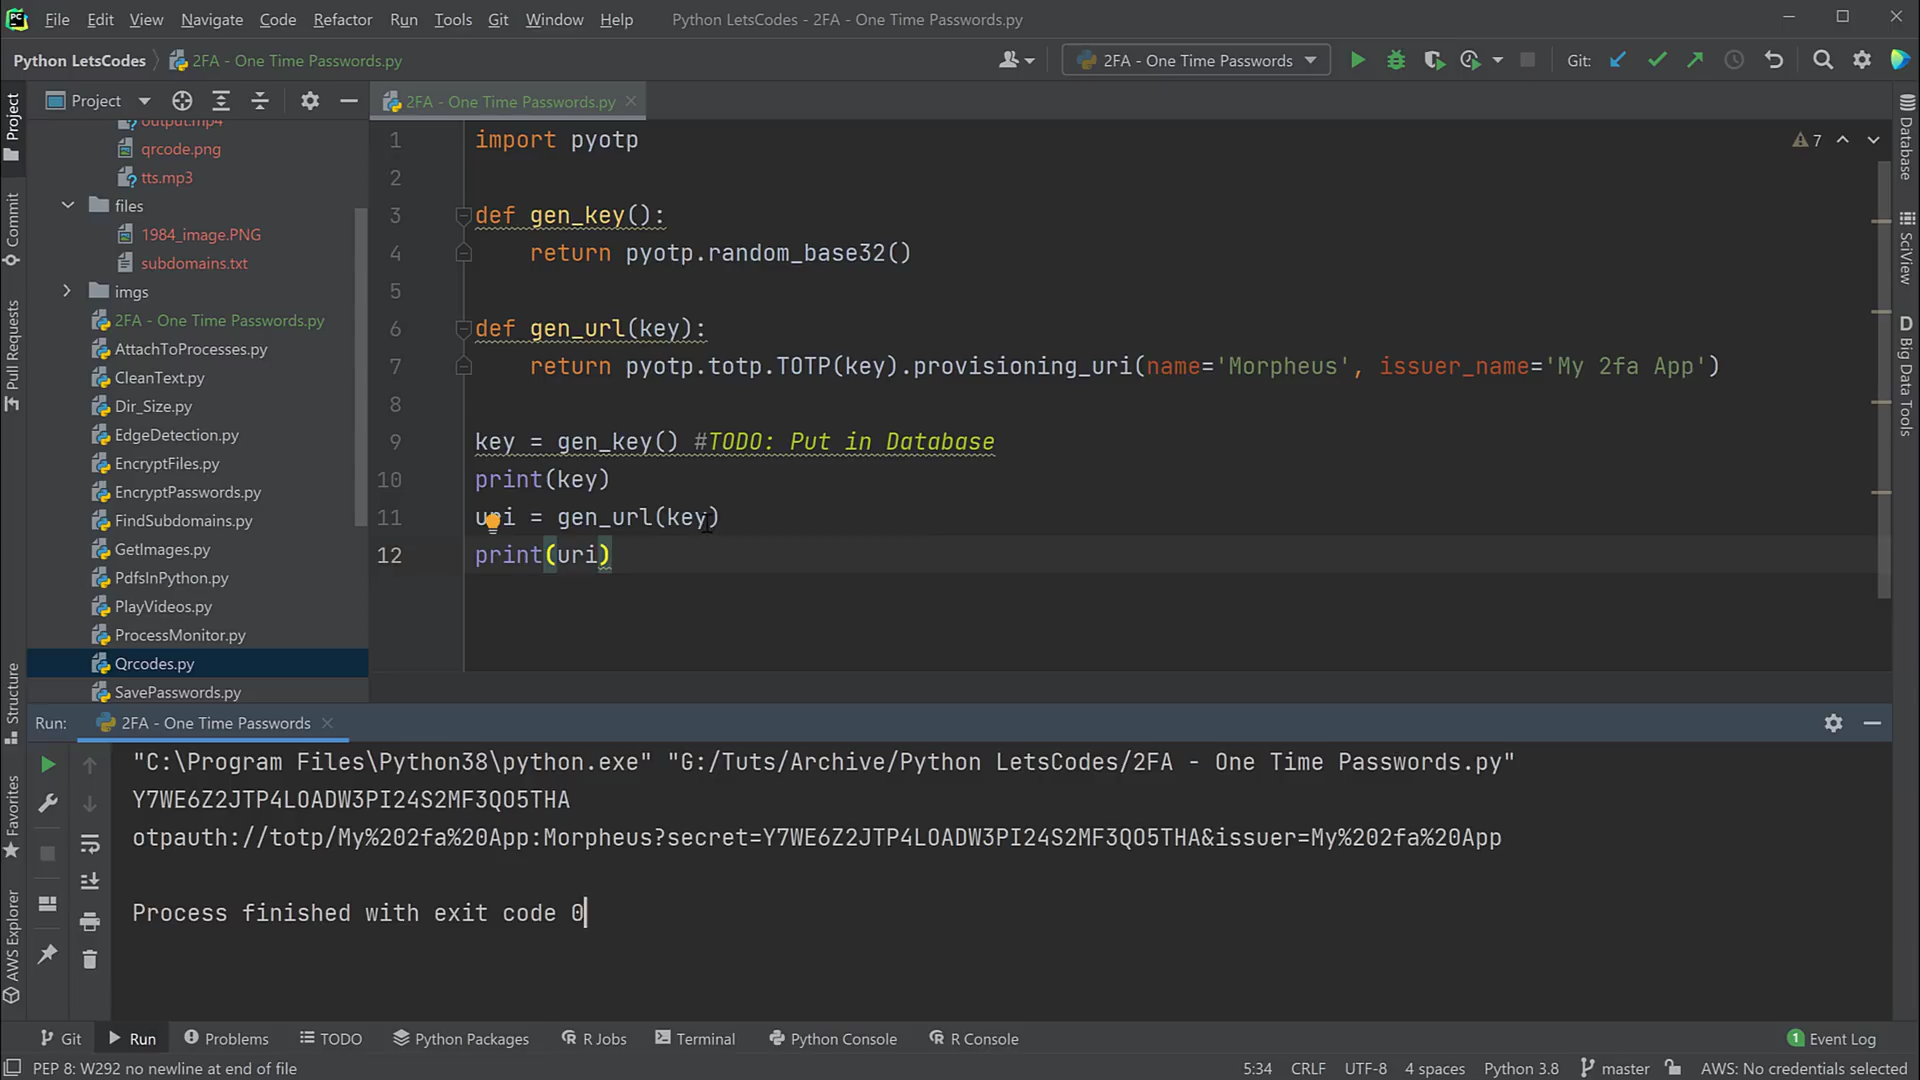 File Edit View Navigate Code Refactor Run Tools Git Window Help Python LetsCodes - 2FA - One Time Passwords.py
Python LetsCodes 2FA - One Time Passwords.py 2FA - One Time Passwords Git:
Project 2FA - One Time Passwords.py
output.mp4
qrcode.png
tts.mp3
files
1984_image.PNG
subdomains.txt
imgs
2FA - One Time Passwords.py
AttachToProcesses.py
CleanText.py
Dir_Size.py
EdgeDetection.py
EncryptFiles.py
EncryptPasswords.py
FindSubdomains.py
GetImages.py
PdfsInPython.py
PlayVideos.py
ProcessMonitor.py
Qrcodes.py
SavePasswords.py
Project
Commit
Pull Requests
Structure
Favorites
AWS Explorer
1 import pyotp
2
3 def gen_key():
4 return pyotp.random_base32()
5
6 def gen_url(key):
7 return pyotp.totp.TOTP(key).provisioning_uri(name='Morpheus', issuer_name='My 2fa App')
8
9 key = gen_key() #TODO: Put in Database
10 print(key)
11 uri = gen_url(key)
12 print(uri)
7
Database
SciView
D Big Data Tools
Run: 2FA - One Time Passwords
"C:\Program Files\Python38\python.exe" "G:/Tuts/Archive/Python LetsCodes/2FA - One Time Passwords.py"
Y7WE6Z2JTP4LOADW3PI24S2MF3QO5THA
otpauth://totp/My%202fa%20App:Morpheus?secret=Y7WE6Z2JTP4LOADW3PI24S2MF3QO5THA&issuer=My%202fa%20App
Process finished with exit code 0
Git Run Problems TODO Python Packages R Jobs Terminal Python Console R Console 1 Event Log
PEP 8: W292 no newline at end of file 5:34 CRLF UTF-8 4 spaces Python 3.8 master AWS: No credentials selected